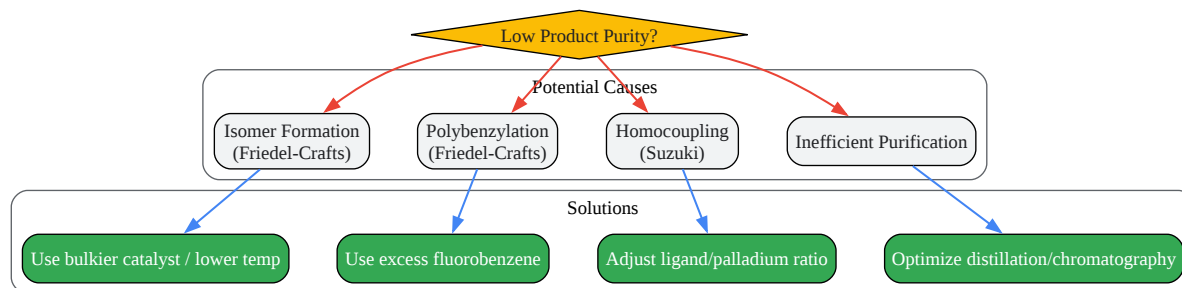 Low Product Purity?
Potential Causes
Isomer Formation
(Friedel-Crafts)
Polybenzylation
(Friedel-Crafts)
Homocoupling
(Suzuki)
Inefficient Purification
Solutions
Use bulkier catalyst / lower temp
Use excess fluorobenzene
Adjust ligand/palladium ratio
Optimize distillation/chromatography